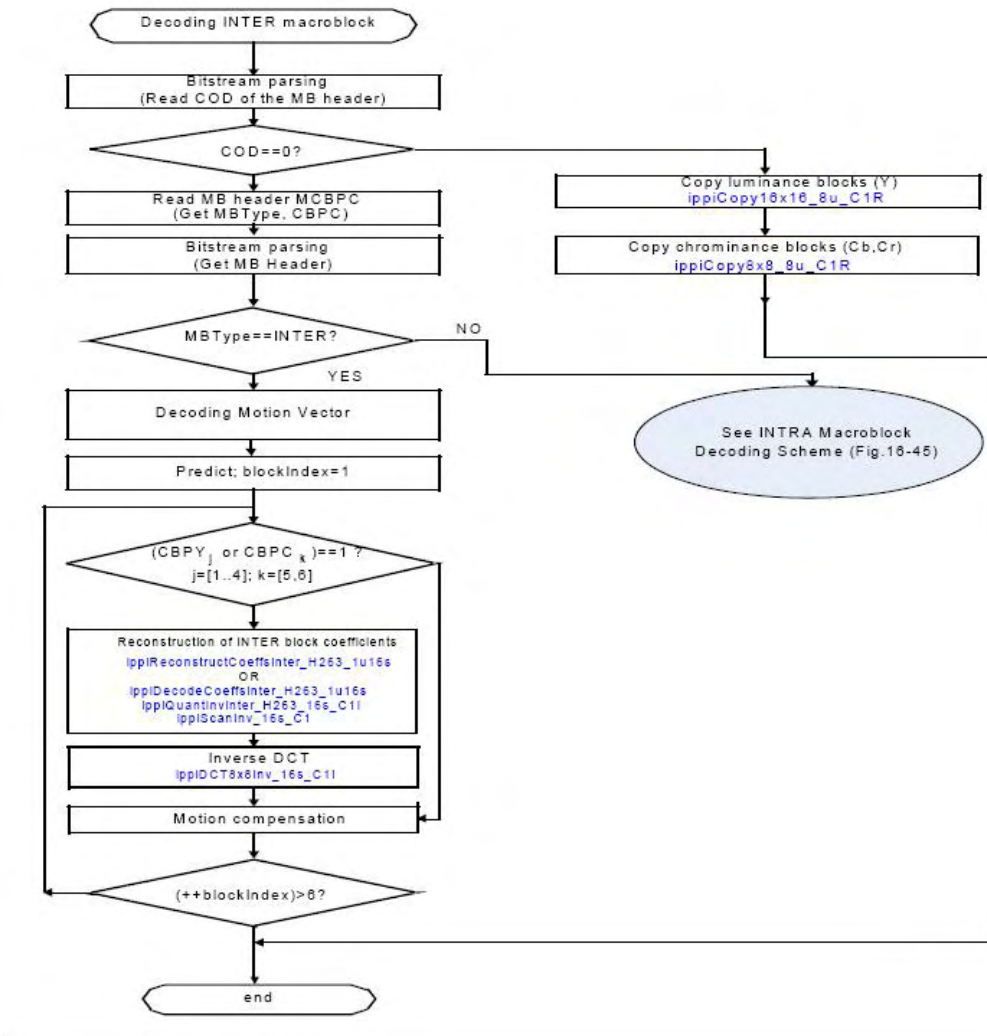 Decoding INTER macroblock
Bitstream parsing
(Read COD of the MB header)
COD==0?
Read MB header MCBPC
(Get MBType, CBPC)
Bitstream parsing
(Get MB Header)
Copy luminance blocks (Y)
ippiCopy16x16_8u_C1R
Copy chrominance blocks (Cb,Cr)
ippiCopy8x8_8u_C1R
MBType==INTER?
NO
YES
Decoding Motion Vector
See INTRA Macroblock
Decoding Scheme (Fig.16-45)
Predict; blockIndex=1
(CBPY j or CBPC k )==1 ?
j=[1..4]; k=[5,6]
Reconstruction of INTER block coefficients
ippiReconstructCoeffsInter_H263_1u16s
OR
ippiDecodeCoeffsInter_H263_1u16s
ippiQuantInvInter_H263_16s_C1I
ippiScanInv_16s_C1
Inverse DCT
ippiDCT8x8Inv_16s_C1I
Motion compensation
(++blockIndex)>6?
end